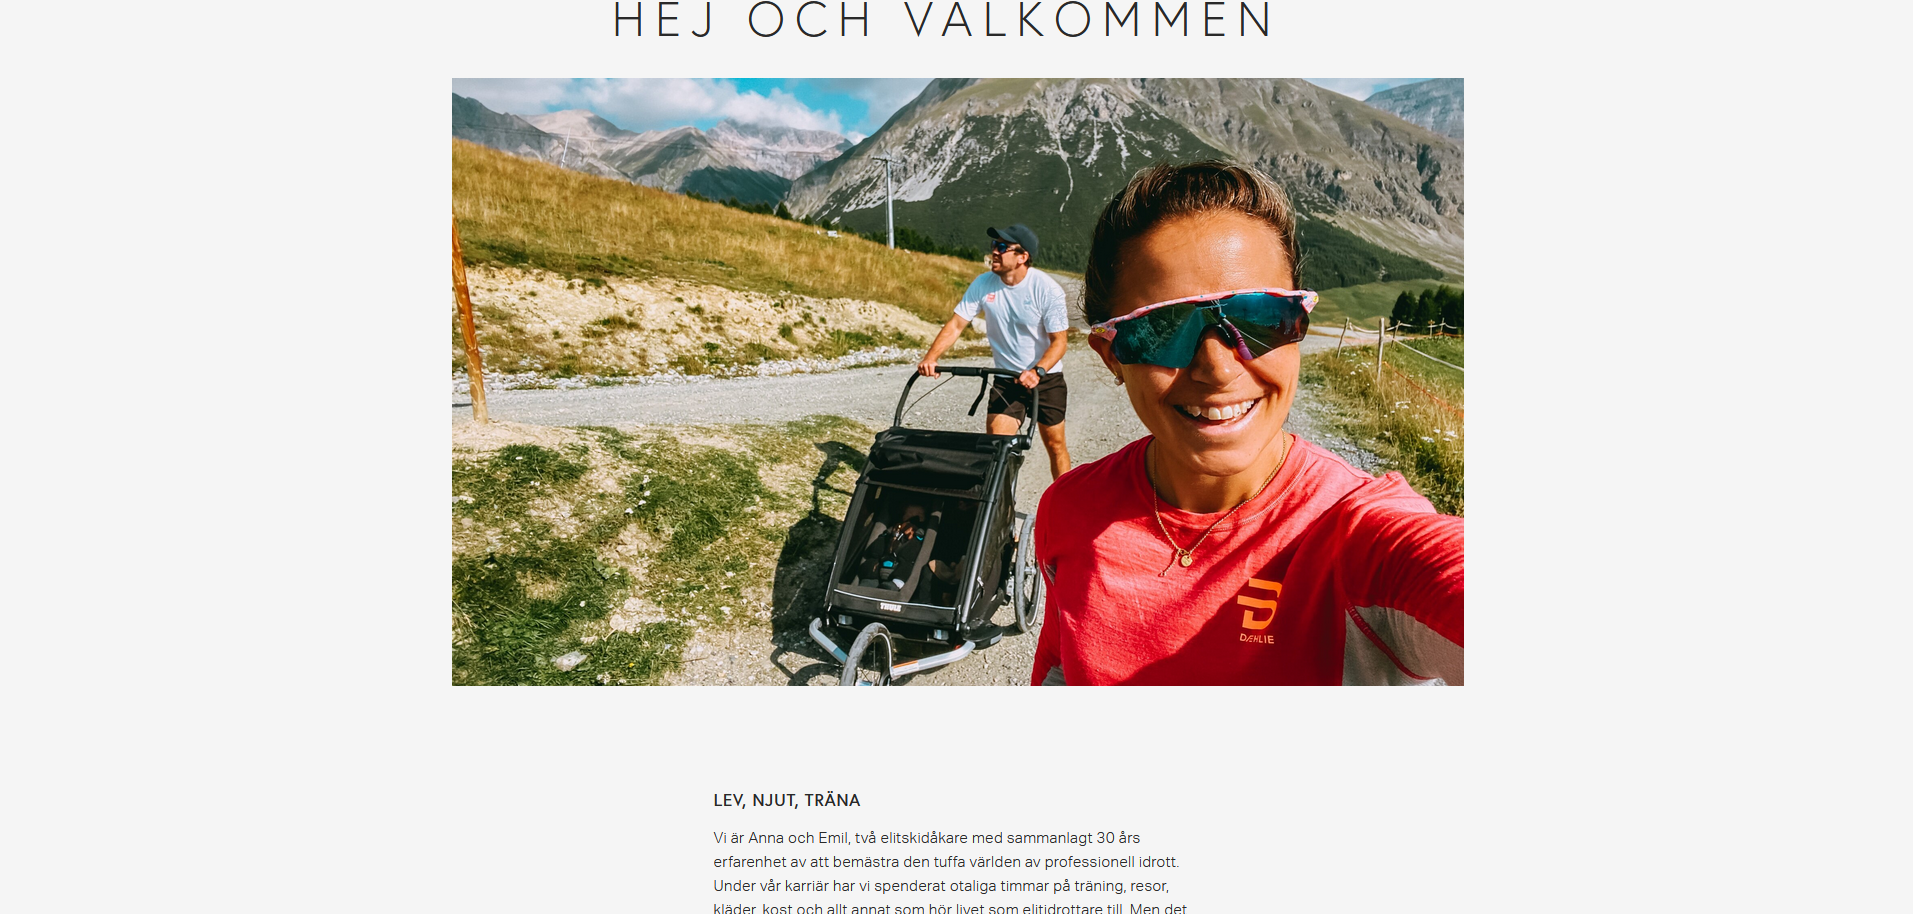 HEJ OCH VÄLKOMMEN
THULE
DÆHLIE
LEV, NJUT, TRÄNA
Vi är Anna och Emil, två elitskidåkare med sammanlagt 30 års
erfarenhet av att bemästra den tuffa världen av professionell idrott.
Under vår karriär har vi spenderat otaliga timmar på träning, resor,
kläder, kost och allt annat som hör livet som elitidrottare till. Men det